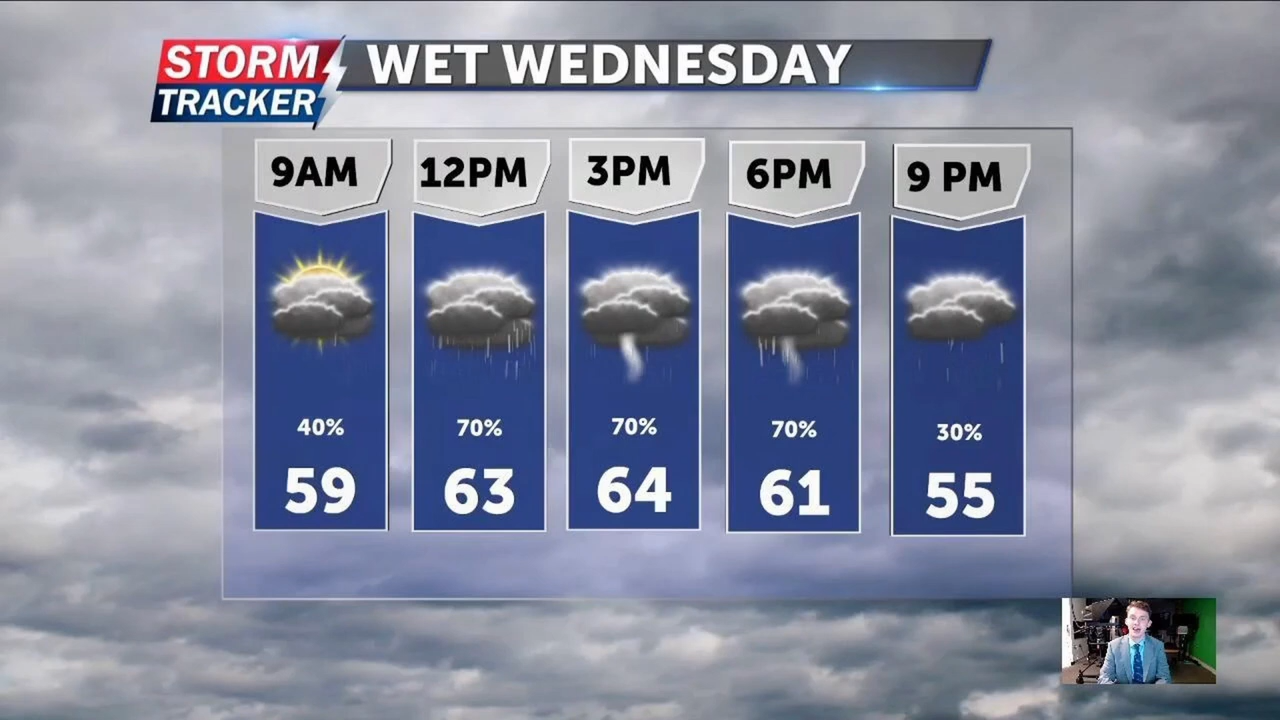 STORM
TRACKER
WET WEDNESDAY
9AM
12PM
3PM
6PM
9 PM
40%
70%
70%
70%
30%
59
63
64
61
55